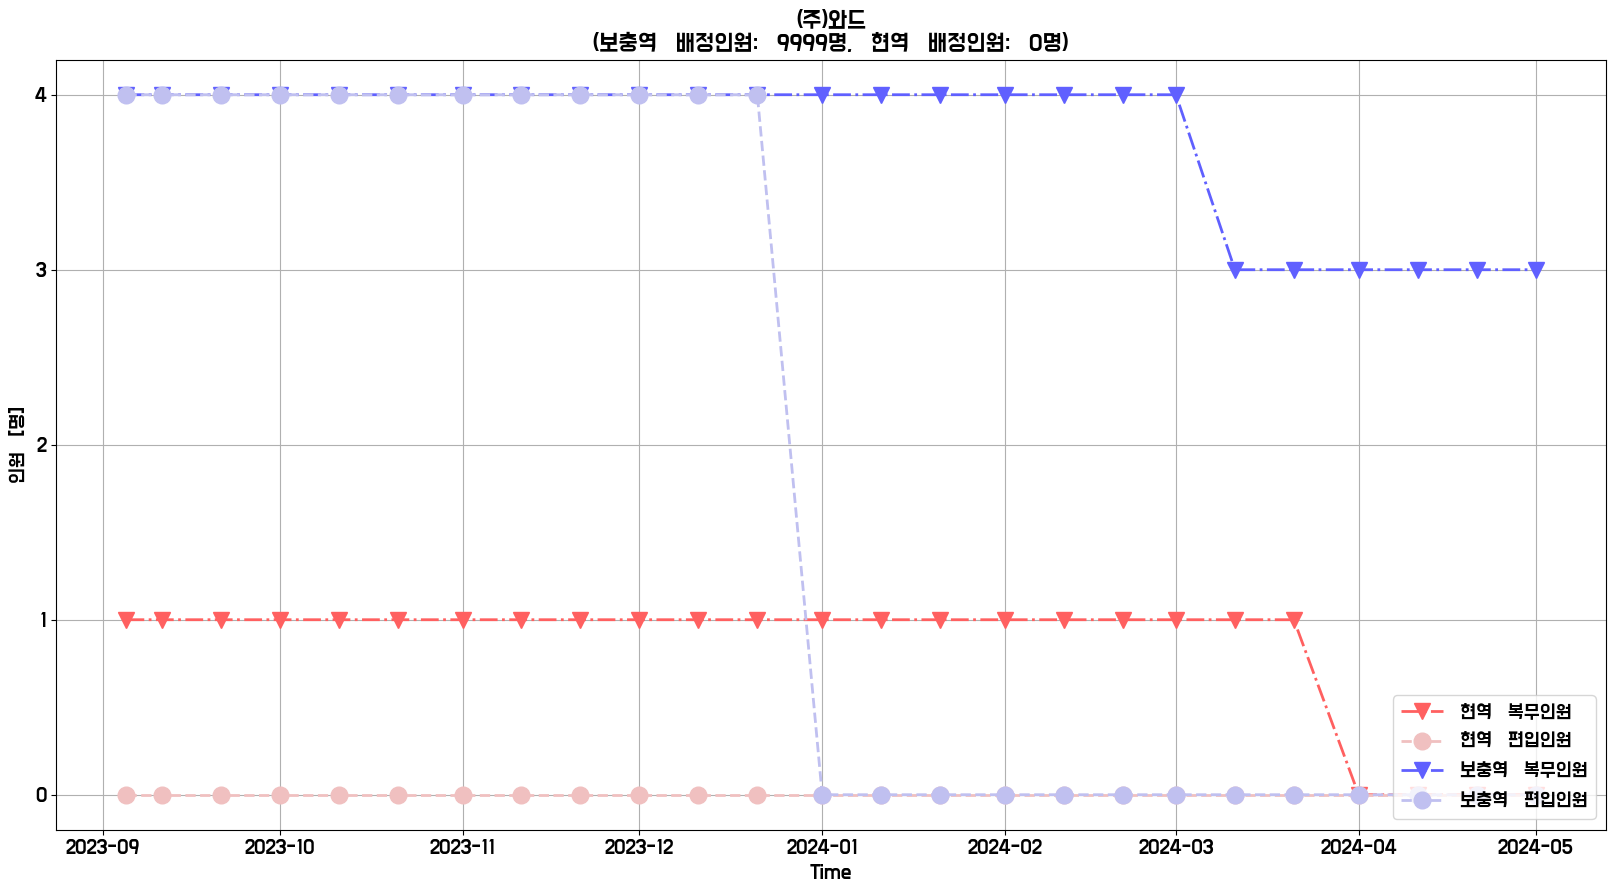 (주)와드
(보충역 배정인원: 9999명, 현역 배정인원: 0명)
4
3
2
1
0
인원 [명]
2023-09 2023-10 2023-11 2023-12 2024-01 2024-02 2024-03 2024-04 2024-05
Time
현역 복무인원
현역 편입인원
보충역 복무인원
보충역 편입인원